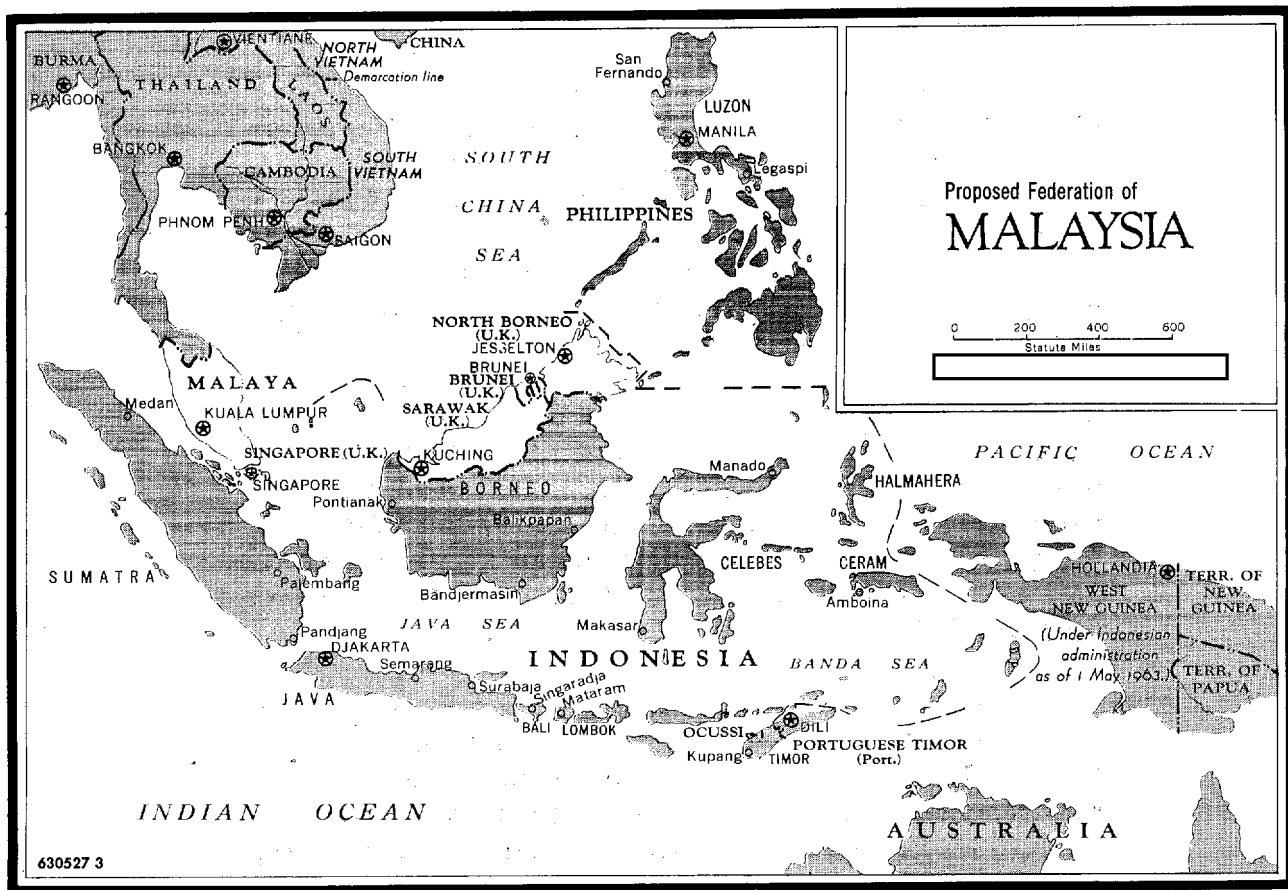 Proposed Federation of
MALAYSIA
0 200 400 600
Statute Miles
VIENTIANE
NORTH
VIETNAM
Demarcation line
CHINA
BURMA
RANGOON
THAILAND
LAOS
BANGKOK
CAMBODIA
SOUTH
VIETNAM
PHNOM PENH
SAIGON
SOUTH
CHINA
SEA
San
Fernando
LUZON
MANILA
Legaspi
PHILIPPINES
NORTH BORNEO
(U.K.)
JESSELTON
BRUNEI
BRUNEI
(U.K.)
SARAWAK
(U.K.)
KUCHING
MALAYA
KUALA LUMPUR
Medan
SINGAPORE (U.K.)
SINGAPORE
Pontianak
BORNEO
Balikpapan
Bandjermasin
SUMATRA
Palembang
Pandjang
DJAKARTA
Semarang
JAVA
Surabaja
Singaradja
Mataram
BALI
LOMBOK
JAVA SEA
Makasar
INDONESIA
BANDA SEA
Manado
CELEBES
HALMAHERA
CERAM
Amboina
PACIFIC OCEAN
HOLLANDIA
WEST
NEW GUINEA
(Under Indonesian
administration
as of 1 May 1963.)
TERR. OF
NEW
GUINEA
TERR. OF
PAPUA
OCUSSI
DILI
PORTUGUESE TIMOR
(Port.)
Kupang
TIMOR
INDIAN OCEAN
AUSTRALIA
630527 3